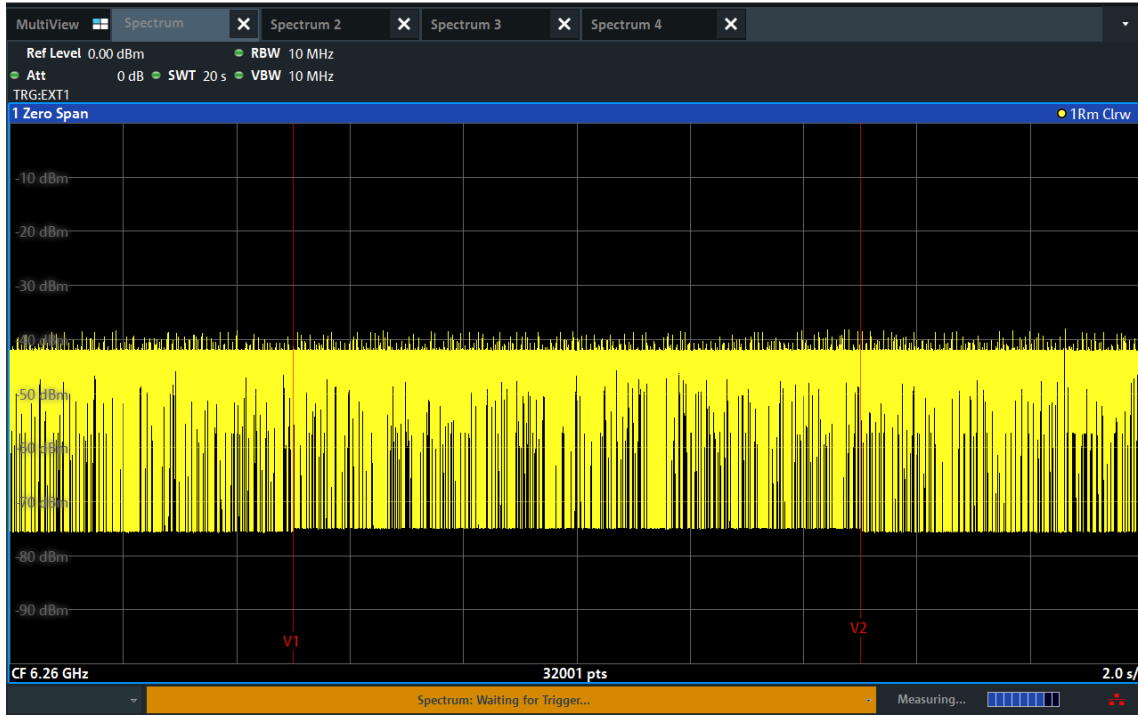 MultiView Spectrum X Spectrum 2 X Spectrum 3 X Spectrum 4 X
Ref Level 0.00 dBm RBW 10 MHz
Att 0 dB SWT 20 s VBW 10 MHz
TRG:EXT1
1 Zero Span 1Rm Clrw
-10 dBm
-20 dBm
-30 dBm
-40 dBm
-50 dBm
-60 dBm
-70 dBm
-80 dBm
-90 dBm
V1 V2
CF 6.26 GHz 32001 pts 2.0 s/
Spectrum: Waiting for Trigger... Measuring...